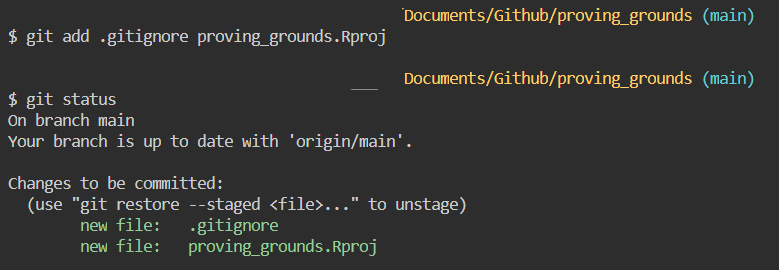 Documents/Github/proving_grounds (main)
$ git add .gitignore proving_grounds.Rproj
Documents/Github/proving_grounds (main)
$ git status
On branch main
Your branch is up to date with 'origin/main'.
Changes to be committed:
(use "git restore --staged <file>..." to unstage)
new file: .gitignore
new file: proving_grounds.Rproj